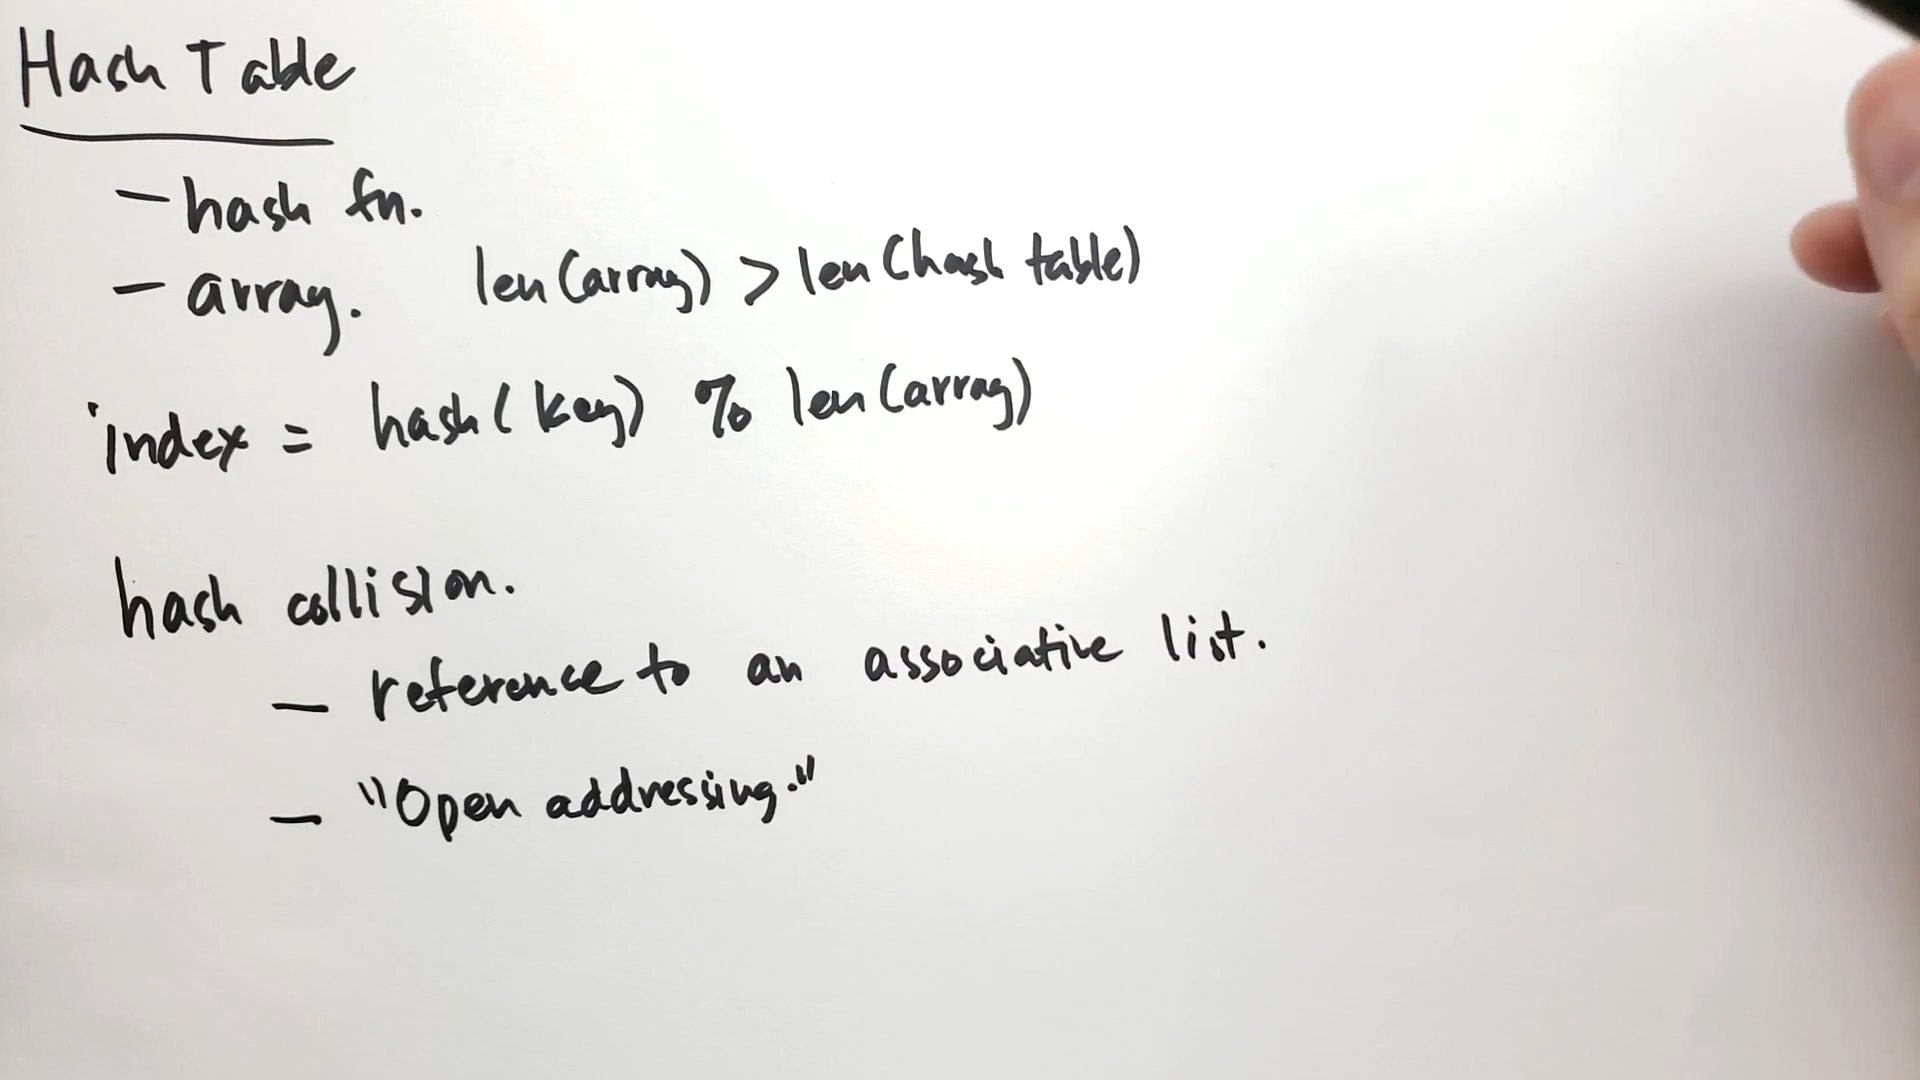 Hash Table
- hash fn.
- array. len(array) > len(hash table)
index = hash(key) % len(array)
hash collision.
- reference to an associative list.
- "Open addressing."